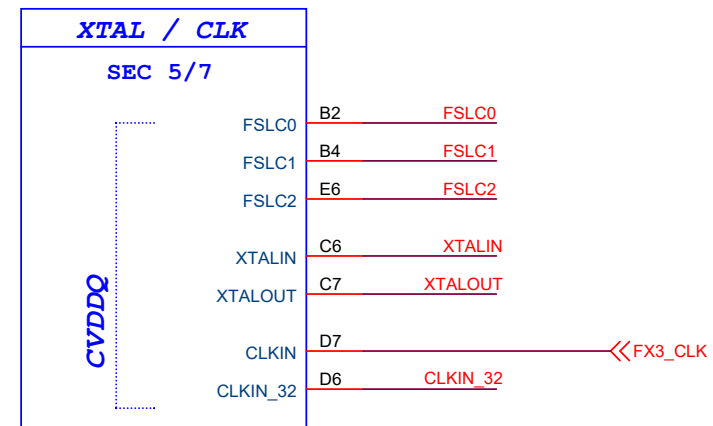 XTAL / CLK
SEC 5/7
FSLC0 B2 FSLC0
FSLC1 B4 FSLC1
FSLC2 E6 FSLC2
XTALIN C6 XTALIN
XTALOUT C7 XTALOUT
CVDDQ
CLKIN D7 FX3_CLK
CLKIN_32 D6 CLKIN_32